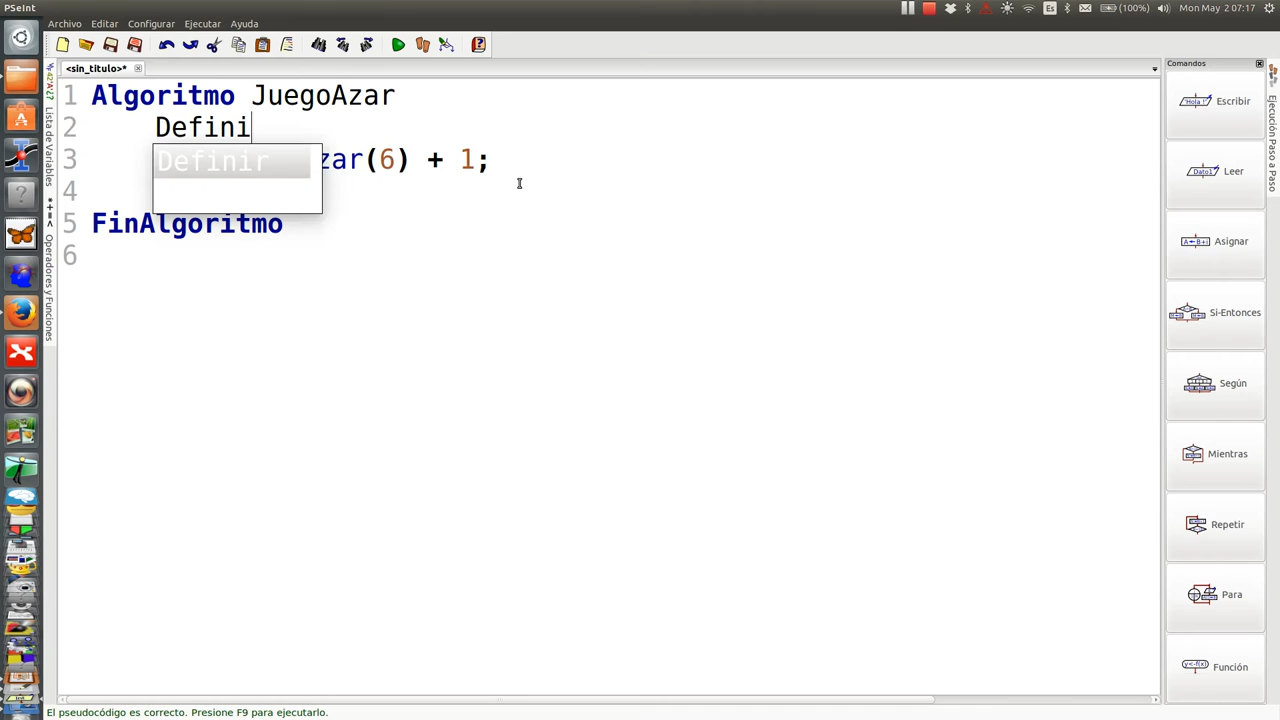 PSeInt
Es
(100%)
Mon May 2 07:17
Archivo Editar Configurar Ejecutar Ayuda
<sin_titulo>*
Lista de Variables
*+=< Operadores y Funciones
1 Algoritmo JuegoAzar
2 Defini
Definir
3 zar(6) + 1;
4
5 FinAlgoritmo
6
Comandos
Escribir
Leer
Asignar
Si-Entonces
Según
Mientras
Repetir
Para
Función
Ejecución Paso a Paso
El pseudocódigo es correcto. Presione F9 para ejecutarlo.